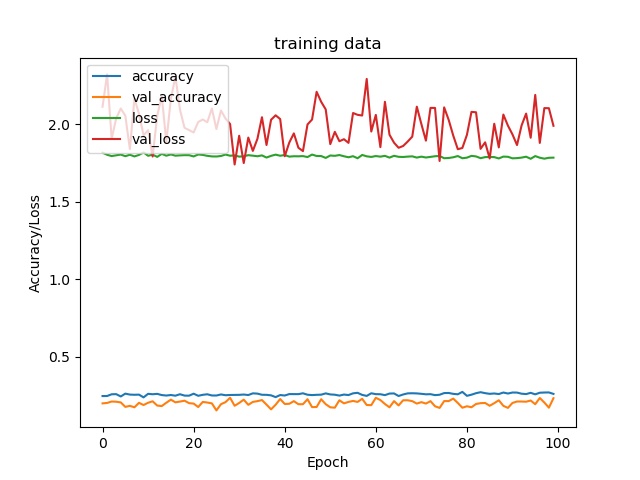 training data
accuracy
val_accuracy
loss
val_loss
2.0
1.5
1.0
0.5
Accuracy/Loss
0 20 40 60 80 100
Epoch